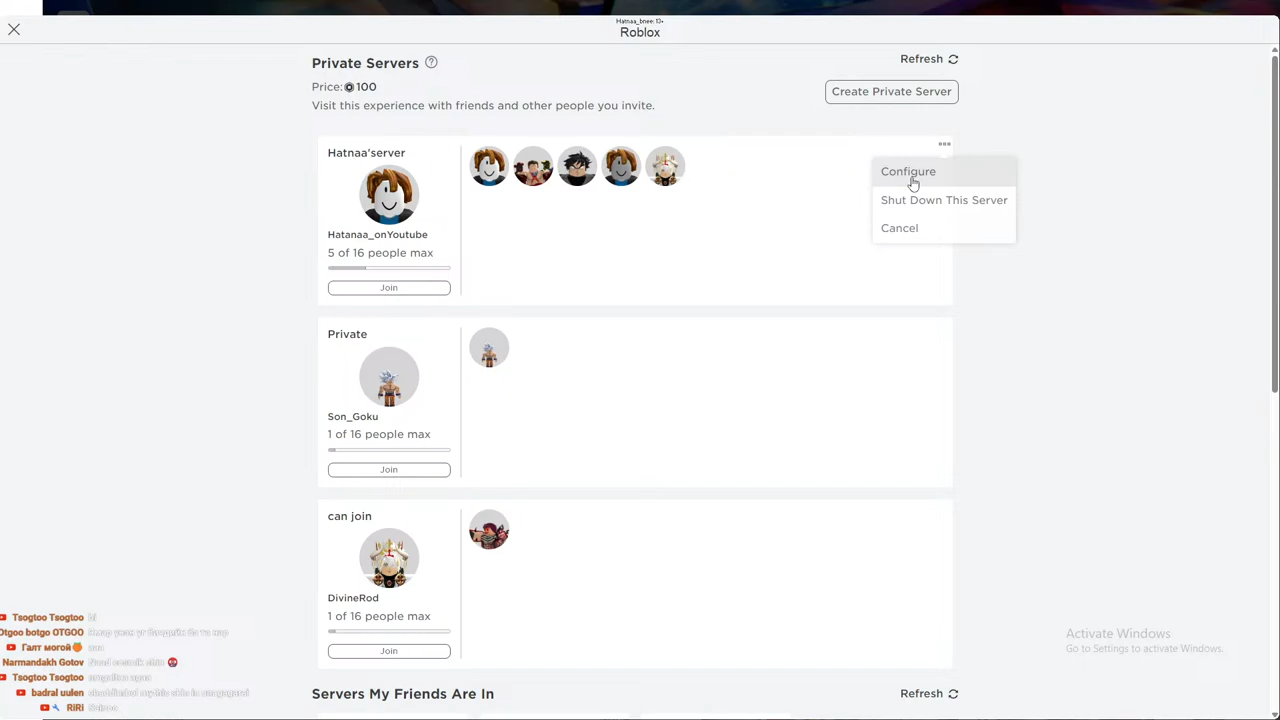 Hatnaa_bnee: 13+
Roblox
Private Servers
Refresh
Price: 100
Create Private Server
Visit this experience with friends and other people you invite.
Hatnaa'server
Hatanaa_onYoutube
5 of 16 people max
Join
Configure
Shut Down This Server
Cancel
Private
Son_Goku
1 of 16 people max
Join
can join
DivineRod
1 of 16 people max
Join
Servers My Friends Are In
Refresh
Tsogtoo Tsogtoo
Otgoo botgo OTGOO
Галт могой
Narmandakh Gotov
Tsogtoo Tsogtoo
badral uulen
RiRi
Activate Windows
Go to Settings to activate Windows.